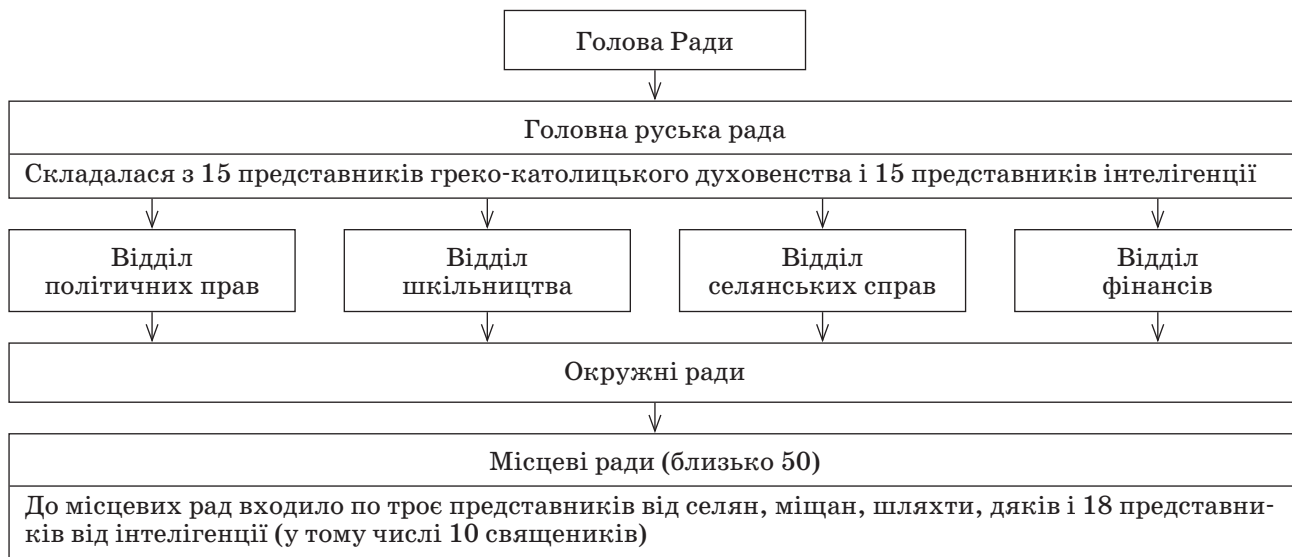 Голова Ради
Головна руська рада
Складалася з 15 представників греко-католицького духовенства і 15 представників інтелігенції
Відділ
політичних прав
Відділ
шкільництва
Відділ
селянських справ
Відділ
фінансів
Окружні ради
Місцеві ради (близько 50)
До місцевих рад входило по троє представників від селян, міщан, шляхти, дяків і 18 представни-
ків від інтелігенції (у тому числі 10 священиків)